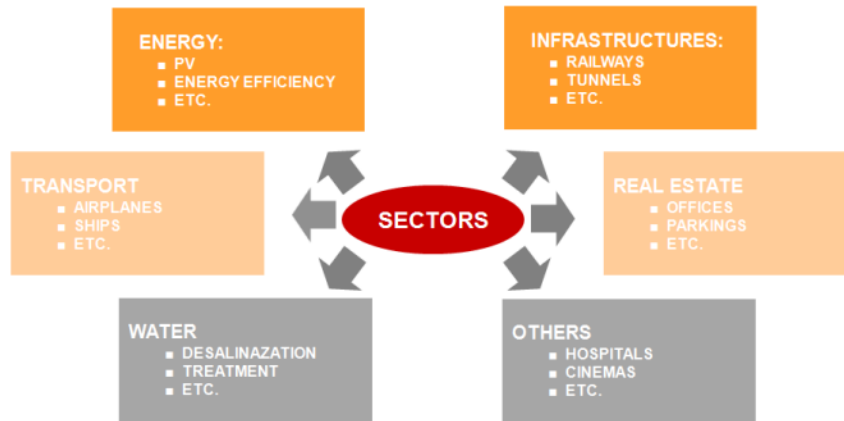 ENERGY:
▪ PV
▪ ENERGY EFFICIENCY
▪ ETC.
INFRASTRUCTURES:
▪ RAILWAYS
▪ TUNNELS
▪ ETC.
TRANSPORT
▪ AIRPLANES
▪ SHIPS
▪ ETC.
SECTORS
REAL ESTATE
▪ OFFICES
▪ PARKINGS
▪ ETC.
WATER
▪ DESALINAZATION
▪ TREATMENT
▪ ETC.
OTHERS
▪ HOSPITALS
▪ CINEMAS
▪ ETC.